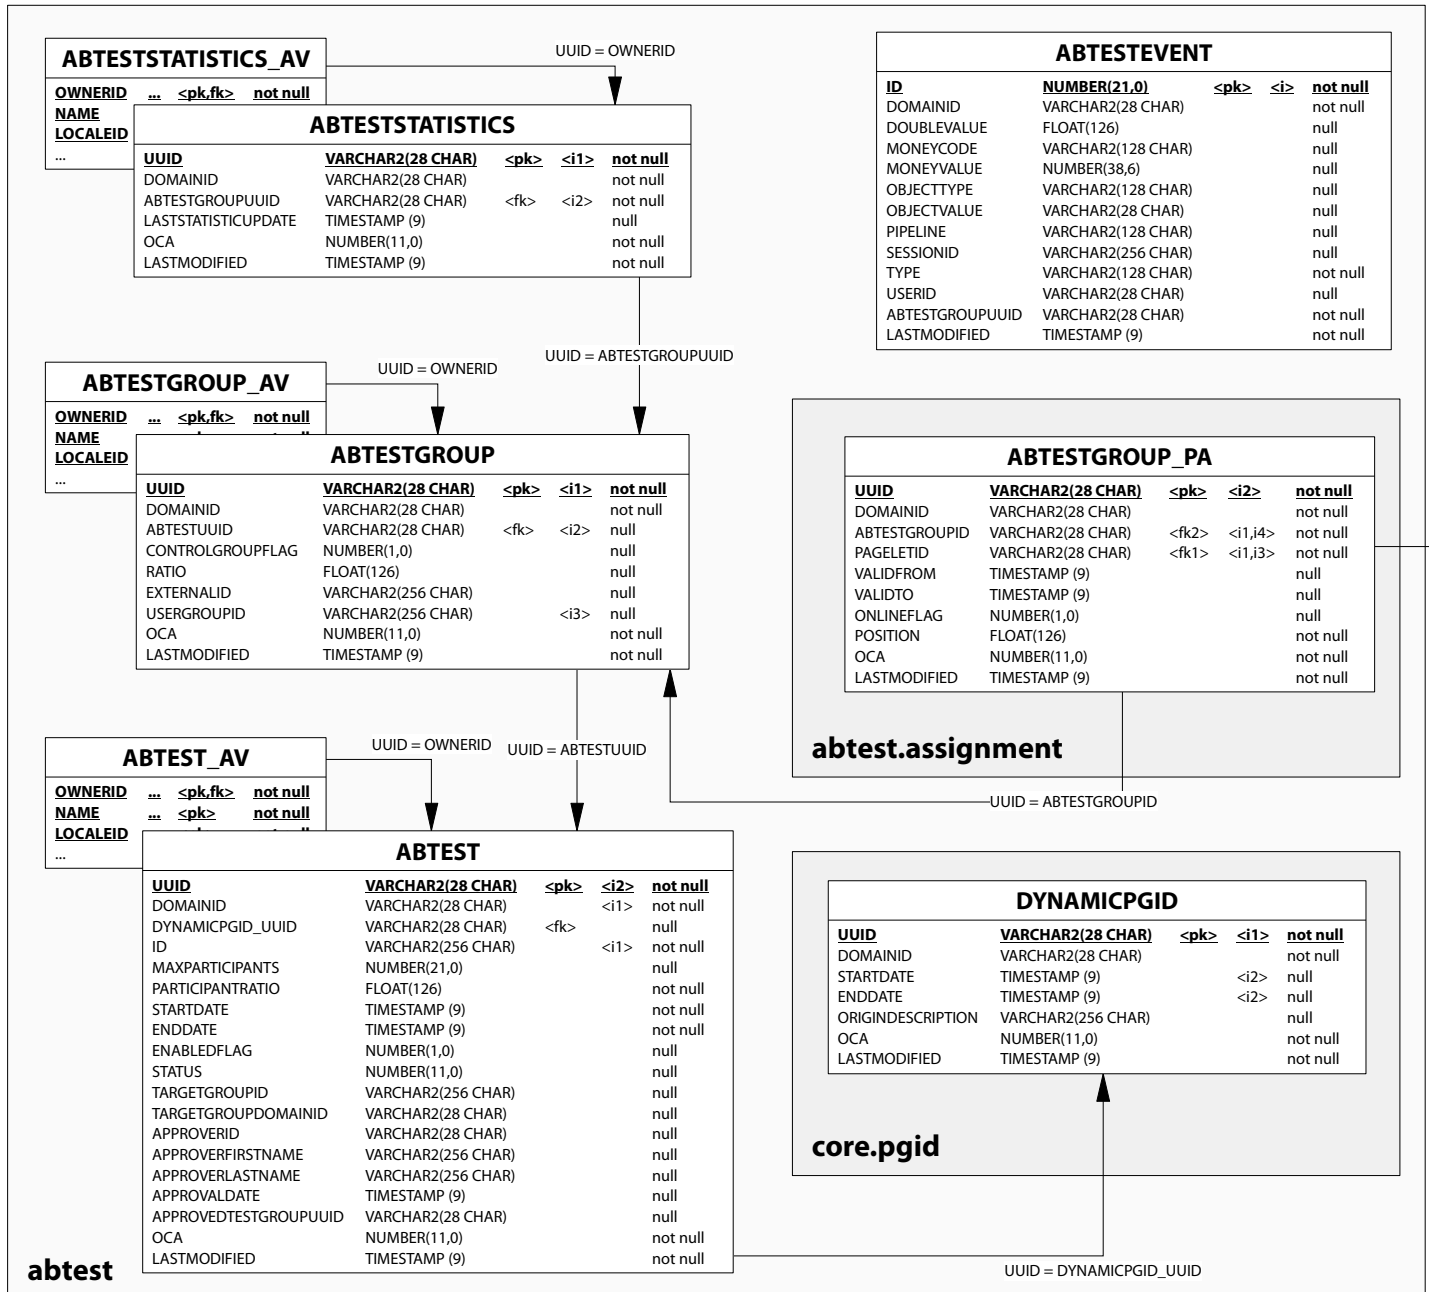 ABTESTSTATISTICS_AV
OWNERID ... <pk,fk> not null
NAME
LOCALEID
...
UUID = OWNERID
ABTESTSTATISTICS
UUID VARCHAR2(28 CHAR) <pk> <i1> not null
DOMAINID VARCHAR2(28 CHAR) not null
ABTESTGROUPUUID VARCHAR2(28 CHAR) <fk> <i2> not null
LASTSTATISTICUPDATE TIMESTAMP (9) null
OCA NUMBER(11,0) not null
LASTMODIFIED TIMESTAMP (9) not null
ABTESTEVENT
ID NUMBER(21,0) <pk> <i> not null
DOMAINID VARCHAR2(28 CHAR) not null
DOUBLEVALUE FLOAT(126) null
MONEYCODE VARCHAR2(128 CHAR) null
MONEYVALUE NUMBER(38,6) null
OBJECTTYPE VARCHAR2(128 CHAR) null
OBJECTVALUE VARCHAR2(28 CHAR) null
PIPELINE VARCHAR2(128 CHAR) null
SESSIONID VARCHAR2(256 CHAR) null
TYPE VARCHAR2(128 CHAR) not null
USERID VARCHAR2(28 CHAR) null
ABTESTGROUPUUID VARCHAR2(28 CHAR) not null
LASTMODIFIED TIMESTAMP (9) not null
UUID = ABTESTGROUPUUID
ABTESTGROUP_AV
OWNERID ... <pk,fk> not null
NAME
LOCALEID
...
UUID = OWNERID
ABTESTGROUP
UUID VARCHAR2(28 CHAR) <pk> <i1> not null
DOMAINID VARCHAR2(28 CHAR) not null
ABTESTUUID VARCHAR2(28 CHAR) <fk> <i2> null
CONTROLGROUPFLAG NUMBER(1,0) null
RATIO FLOAT(126) null
EXTERNALID VARCHAR2(256 CHAR) null
USERGROUPID VARCHAR2(256 CHAR) <i3> null
OCA NUMBER(11,0) not null
LASTMODIFIED TIMESTAMP (9) not null
ABTESTGROUP_PA
UUID VARCHAR2(28 CHAR) <pk> <i2> not null
DOMAINID VARCHAR2(28 CHAR) not null
ABTESTGROUPID VARCHAR2(28 CHAR) <fk2> <i1,i4> not null
PAGELETID VARCHAR2(28 CHAR) <fk1> <i1,i3> not null
VALIDFROM TIMESTAMP (9) null
VALIDTO TIMESTAMP (9) null
ONLINEFLAG NUMBER(1,0) null
POSITION FLOAT(126) not null
OCA NUMBER(11,0) not null
LASTMODIFIED TIMESTAMP (9) not null
abtest.assignment
UUID = ABTESTGROUPID
UUID = ABTESTUUID
ABTEST_AV
OWNERID ... <pk,fk> not null
NAME ... <pk> not null
LOCALEID
...
UUID = OWNERID
ABTEST
UUID VARCHAR2(28 CHAR) <pk> <i2> not null
DOMAINID VARCHAR2(28 CHAR) <i1> not null
DYNAMICPGID_UUID VARCHAR2(28 CHAR) <fk> null
ID VARCHAR2(256 CHAR) <i1> not null
MAXPARTICIPANTS NUMBER(21,0) null
PARTICIPANTRATIO FLOAT(126) not null
STARTDATE TIMESTAMP (9) not null
ENDDATE TIMESTAMP (9) not null
ENABLEDFLAG NUMBER(1,0) null
STATUS NUMBER(11,0) null
TARGETGROUPID VARCHAR2(256 CHAR) null
TARGETGROUPDOMAINID VARCHAR2(28 CHAR) null
APPROVERID VARCHAR2(28 CHAR) null
APPROVERFIRSTNAME VARCHAR2(256 CHAR) null
APPROVERLASTNAME VARCHAR2(256 CHAR) null
APPROVALDATE TIMESTAMP (9) null
APPROVEDTESTGROUPUUID VARCHAR2(28 CHAR) null
OCA NUMBER(11,0) not null
LASTMODIFIED TIMESTAMP (9) not null
DYNAMICPGID
UUID VARCHAR2(28 CHAR) <pk> <i1> not null
DOMAINID VARCHAR2(28 CHAR) not null
STARTDATE TIMESTAMP (9) <i2> null
ENDDATE TIMESTAMP (9) <i2> null
ORIGINDESCRIPTION VARCHAR2(256 CHAR) null
OCA NUMBER(11,0) not null
LASTMODIFIED TIMESTAMP (9) not null
core.pgid
UUID = DYNAMICPGID_UUID
abtest